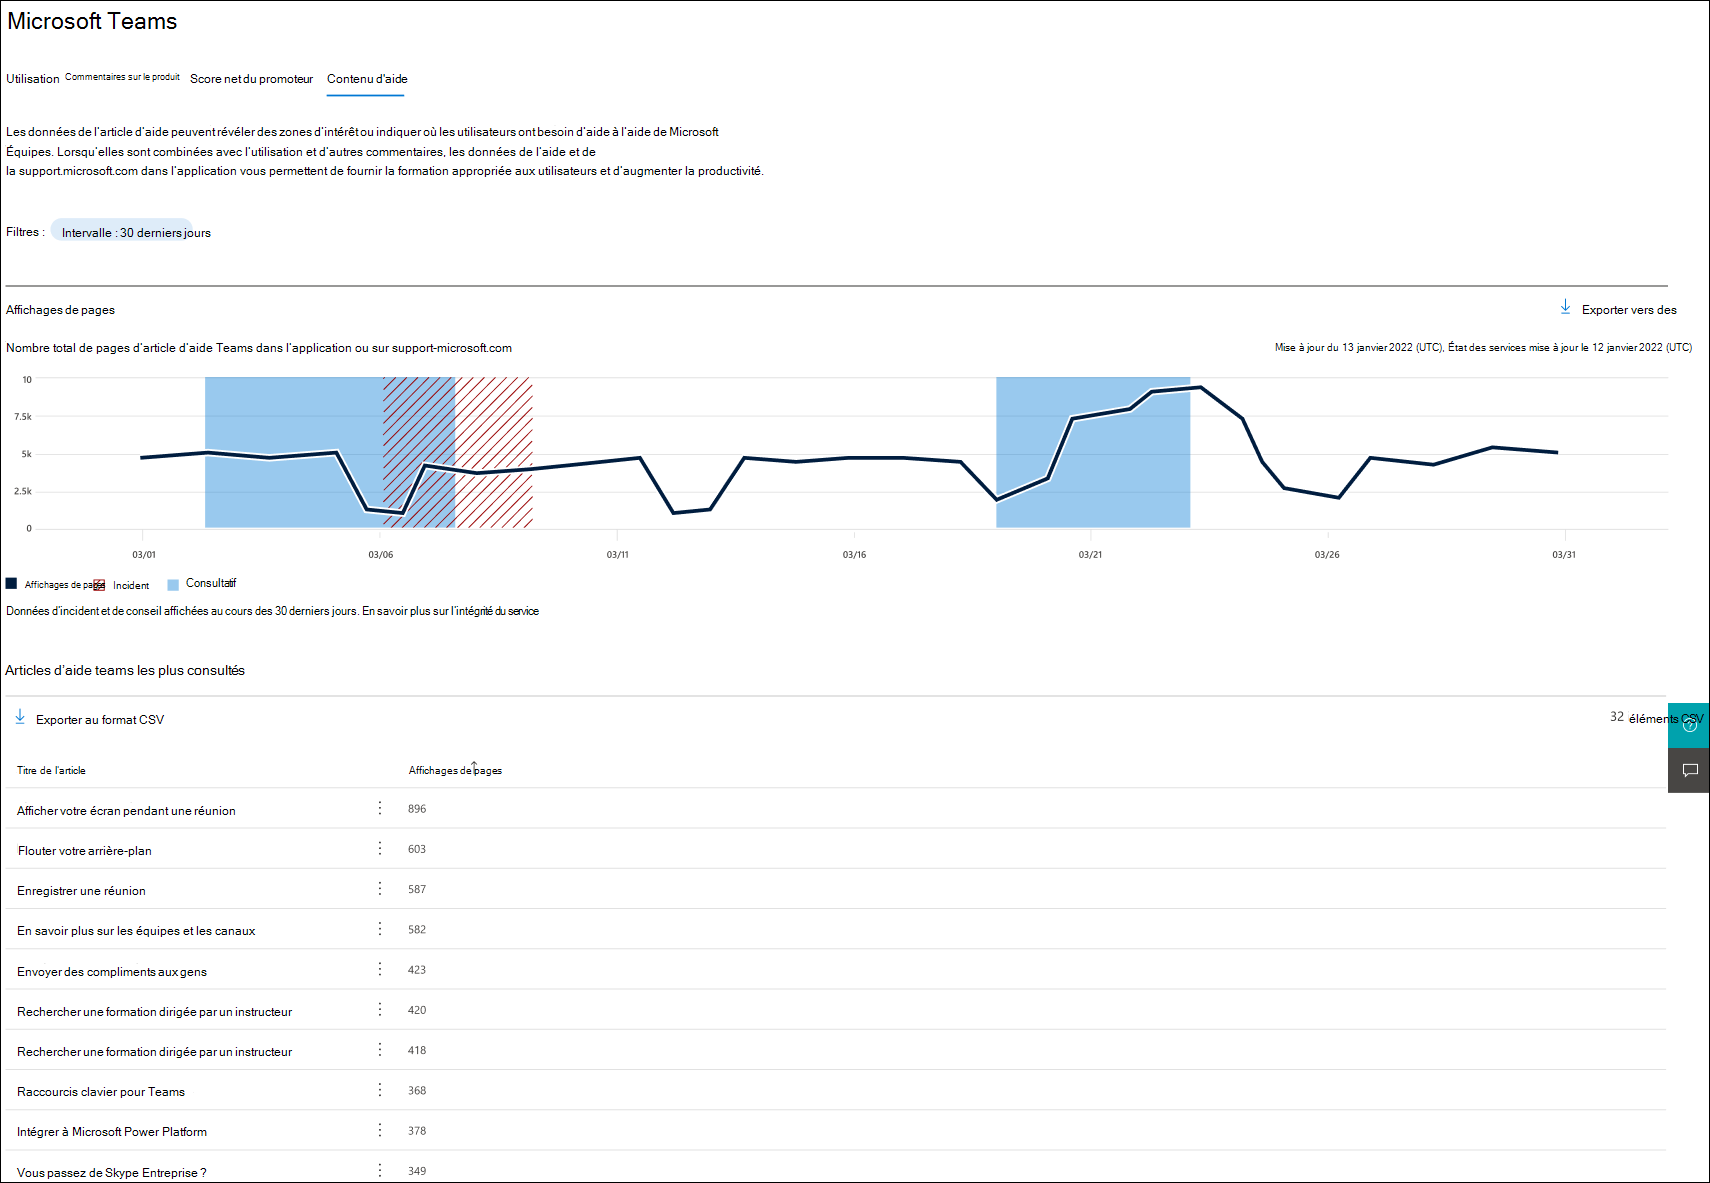 Microsoft Teams
Utilisation Commentaires sur le produit Score net du promoteur Contenu d'aide
Les données de l'article d'aide peuvent révéler des zones d'intérêt ou indiquer où les utilisateurs ont besoin d'aide à l'aide de Microsoft
Équipes. Lorsqu'elles sont combinées avec l'utilisation et d'autres commentaires, les données de l'aide et de
la support.microsoft.com dans l'application vous permettent de fournir la formation appropriée aux utilisateurs et d'augmenter la productivité.
Filtres : Intervalle : 30 derniers jours
Affichages de pages
Exporter vers des
Nombre total de pages d'article d'aide Teams dans l'application ou sur support-microsoft.com
Mise à jour du 13 janvier 2022 (UTC), État des services mise à jour le 12 janvier 2022 (UTC)
10
7.5k
5k
2.5k
0
03/01 03/06 03/11 03/16 03/21 03/26 03/31
Affichages de pages Incident Consultatif
Données d'incident et de conseil affichées au cours des 30 derniers jours. En savoir plus sur l'intégrité du service
Articles d'aide teams les plus consultés
Exporter au format CSV
32 éléments CSV
Titre de l'article Affichages de pages
Afficher votre écran pendant une réunion 896
Flouter votre arrière-plan 603
Enregistrer une réunion 587
En savoir plus sur les équipes et les canaux 582
Envoyer des compliments aux gens 423
Rechercher une formation dirigée par un instructeur 420
Rechercher une formation dirigée par un instructeur 418
Raccourcis clavier pour Teams 368
Intégrer à Microsoft Power Platform 378
Vous passez de Skype Entreprise ? 349